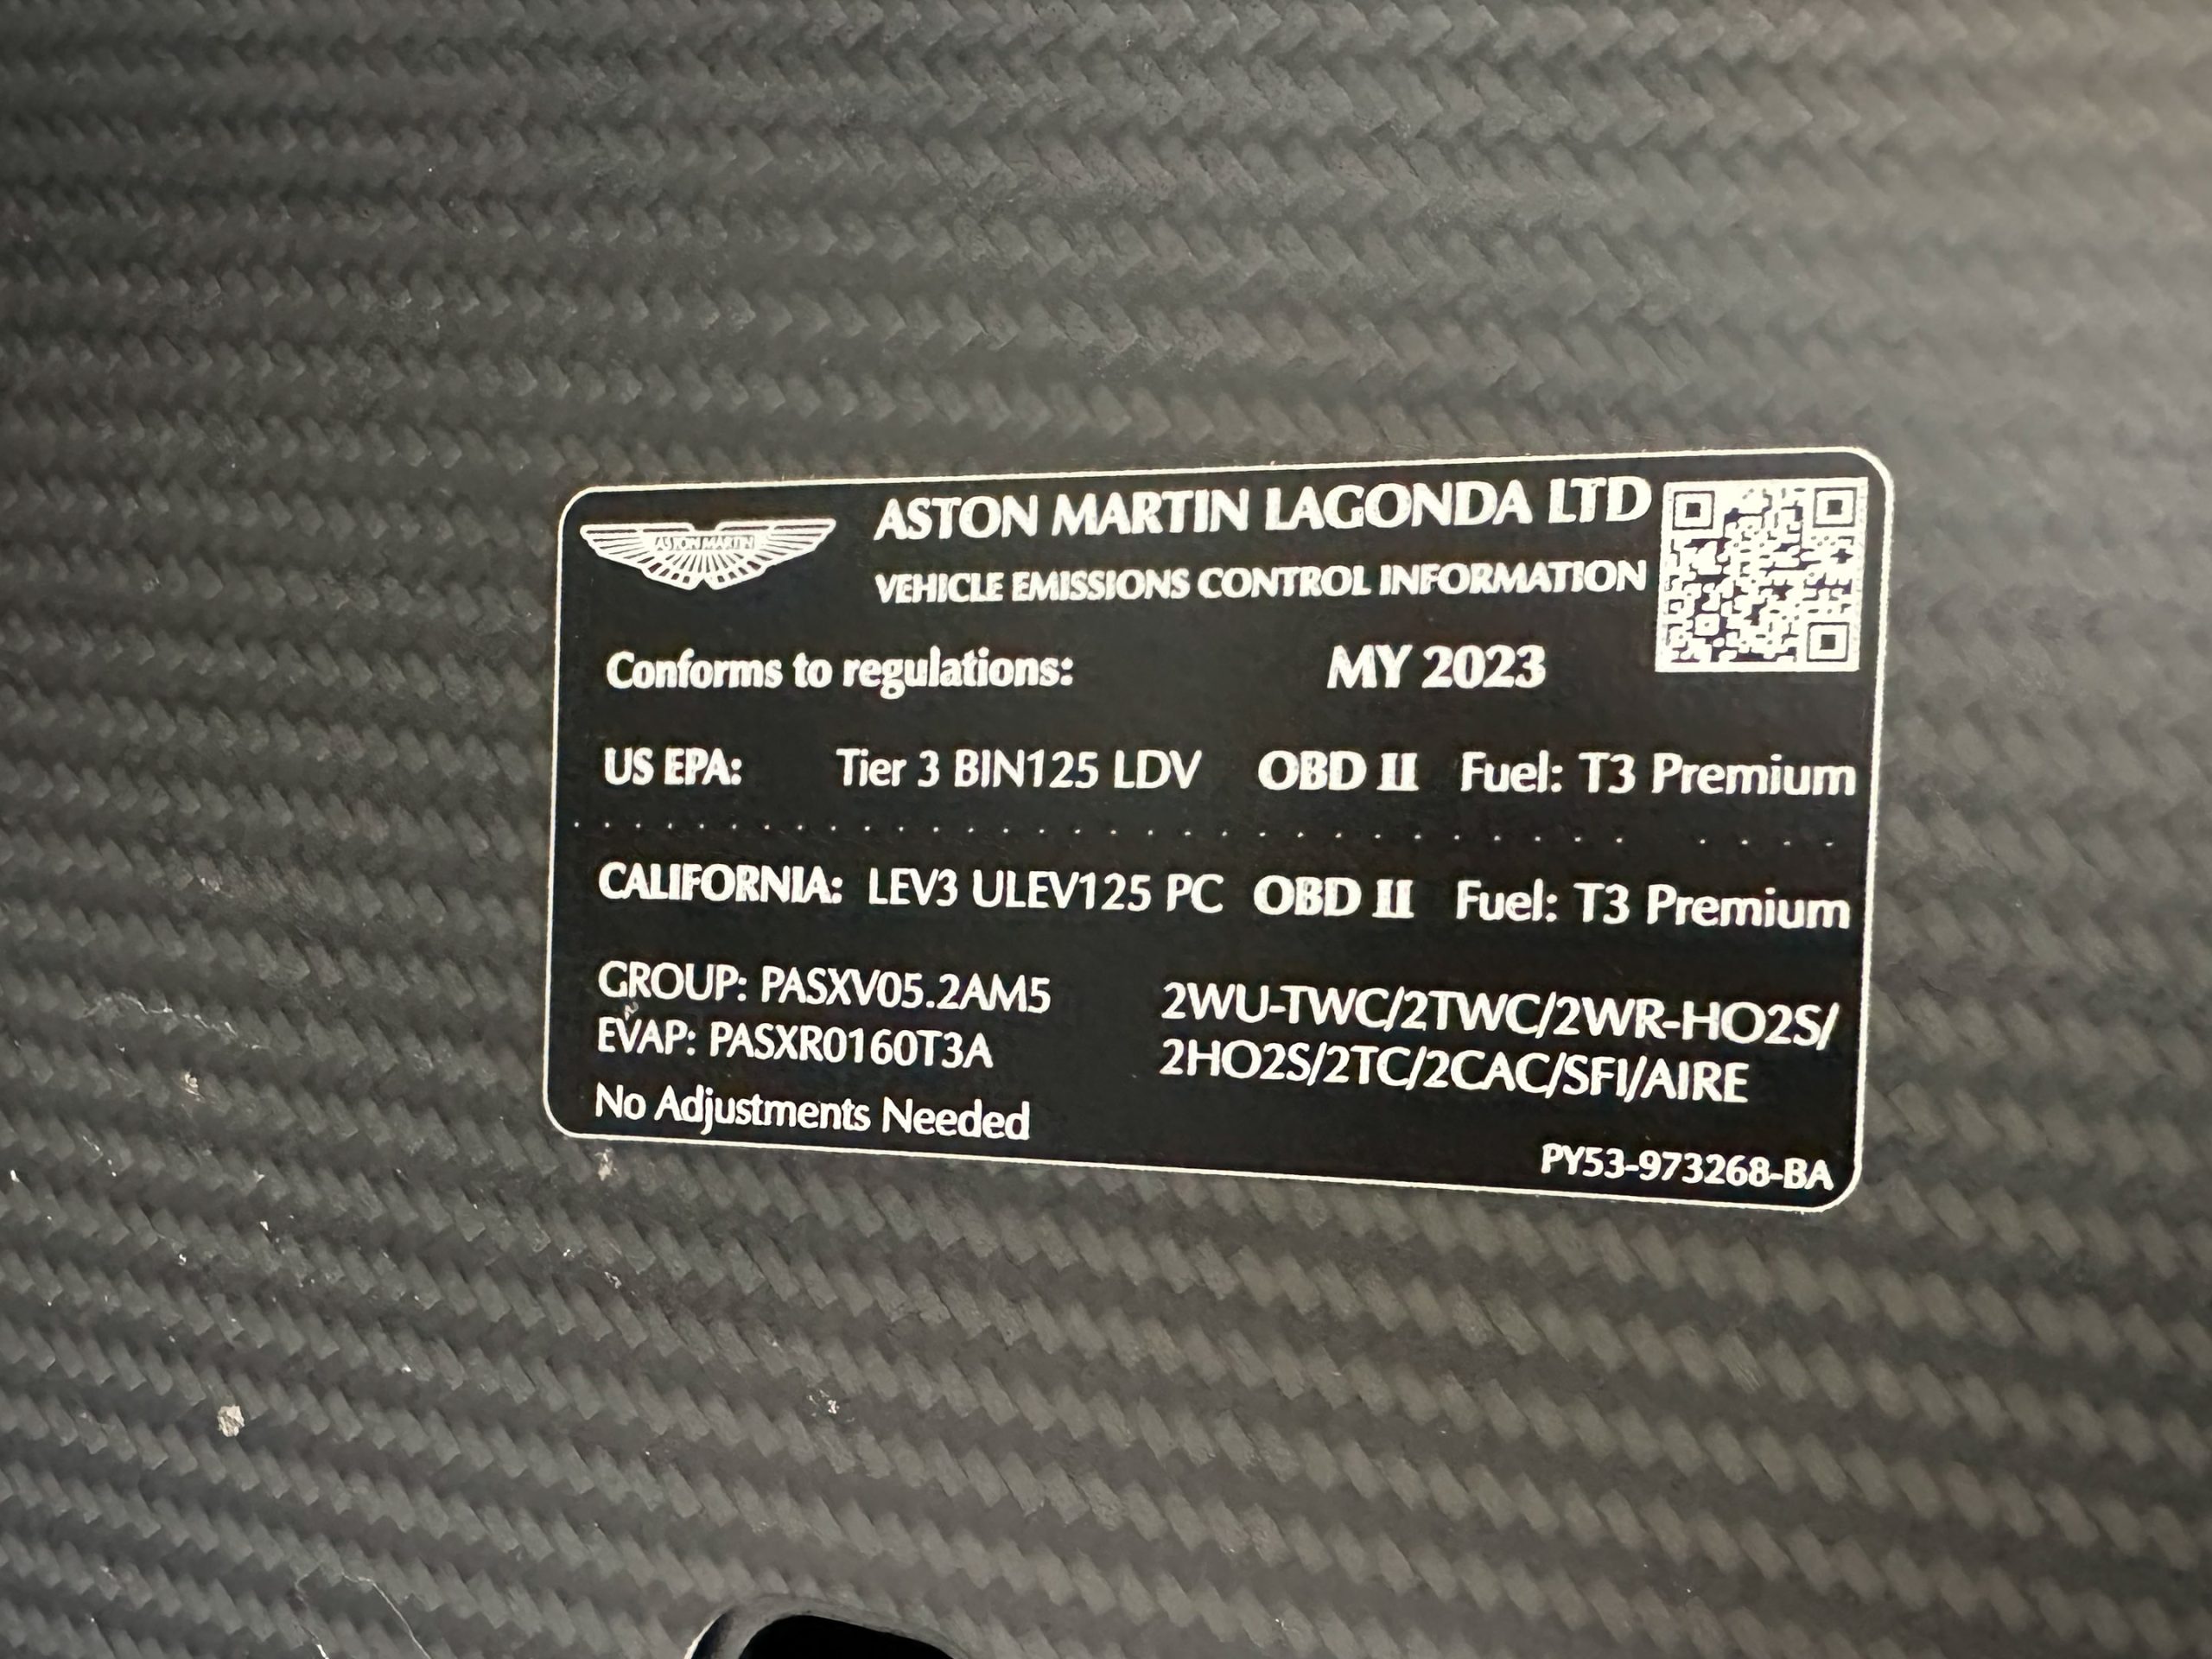 ASTON MARTIN
ASTON MARTIN LAGONDA LTD
VEHICLE EMISSIONS CONTROL INFORMATION
Conforms to regulations: MY 2023
US EPA: Tier 3 BIN125 LDV OBD II Fuel: T3 Premium
CALIFORNIA: LEV3 ULEV125 PC OBD II Fuel: T3 Premium
GROUP: PASXV05.2AM5
EVAP: PASXR0160T3A
No Adjustments Needed
2WU-TWC/2TWC/2WR-HO2S/
2HO2S/2TC/2CAC/SFI/AIRE
PY53-973268-BA